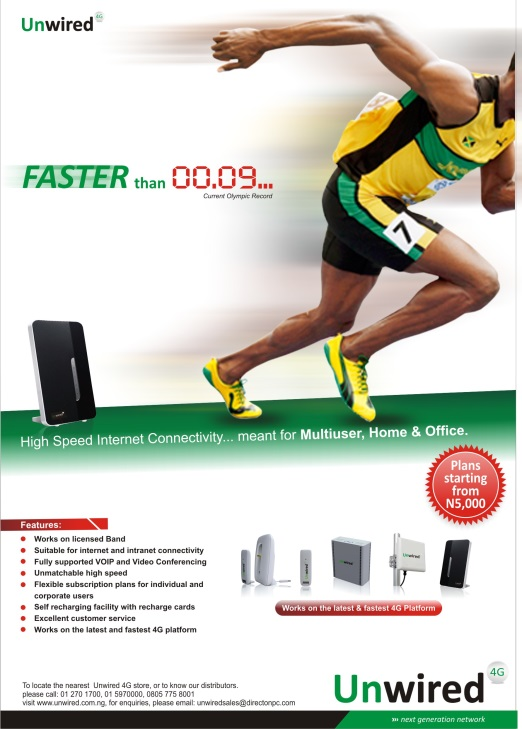 Unwired 4G
FASTER than 00.09...
Current Olympic Record
7
High Speed Internet Connectivity... meant for Multiuser, Home & Office.
Plans
starting
from
N5,000
Features:
Works on licensed Band
Suitable for internet and intranet connectivity
Fully supported VOIP and Video Conferencing
Unmatchable high speed
Flexible subscription plans for individual and
corporate users
Self recharging facility with recharge cards
Excellent customer service
Works on the latest and fastest 4G platform
Unwired
Works on the latest & fastest 4G Platform
To locate the nearest Unwired 4G store, or to know our distributors.
please call: 01 270 1700, 01 5970000, 0805 775 8001
visit www.unwired.com.ng, for enquiries, please email: unwiredsales@directonpc.com
Unwired 4G
››› next generation network